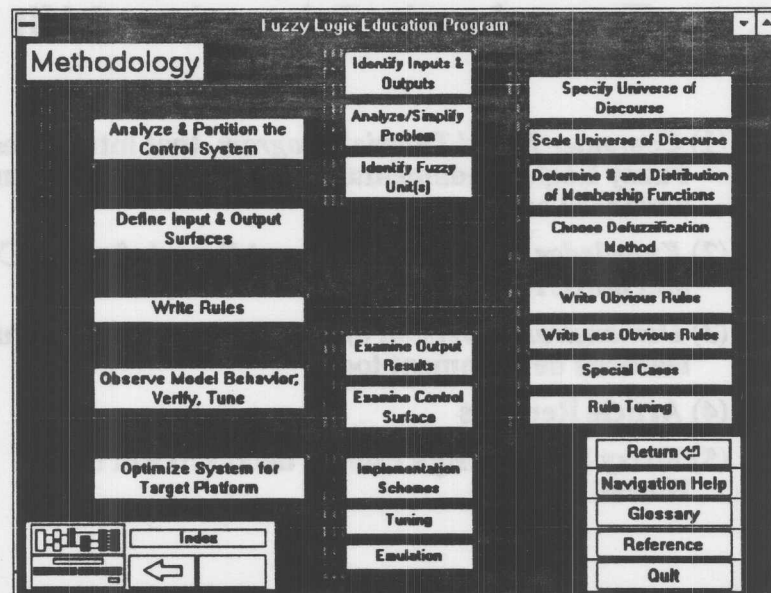 Fuzzy Logic Education Program
Methodology
Analyze & Partition the
Control System
Define Input & Output
Surfaces
Write Rules
Observe Model Behavior;
Verify, Tune
Optimize System for
Target Platform
Identify Inputs &
Outputs
Analyze/Simplify
Problem
Identify Fuzzy
Unit(s)
Examine Output
Results
Examine Control
Surface
Implementation
Schemes
Tuning
Emulation
Specify Universe of
Discourse
Scale Universe of Discourse
Determine # and Distribution
of Membership Functions
Choose Defuzzification
Method
Write Obvious Rules
Write Less Obvious Rules
Special Cases
Rule Tuning
Return
Navigation Help
Glossary
Reference
Quit
Index